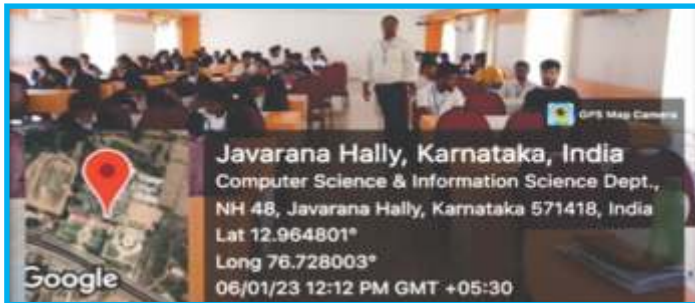 GPS Map Camera
Javarana Hally, Karnataka, India
Computer Science & Information Science Dept.,
NH 48, Javarana Hally, Karnataka 571418, India
Lat 12.964801°
Long 76.728003°
06/01/23 12:12 PM GMT +05:30
Google